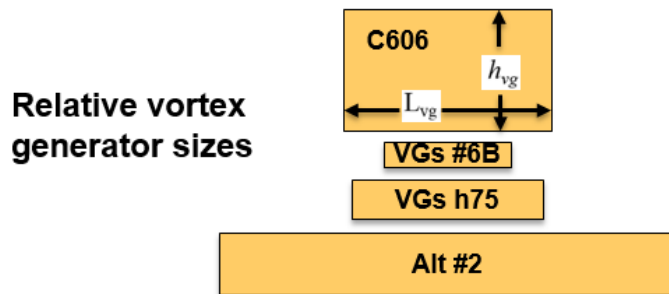 C606
h_vg
L_vg
Relative vortex
generator sizes
VGs #6B
VGs h75
Alt #2